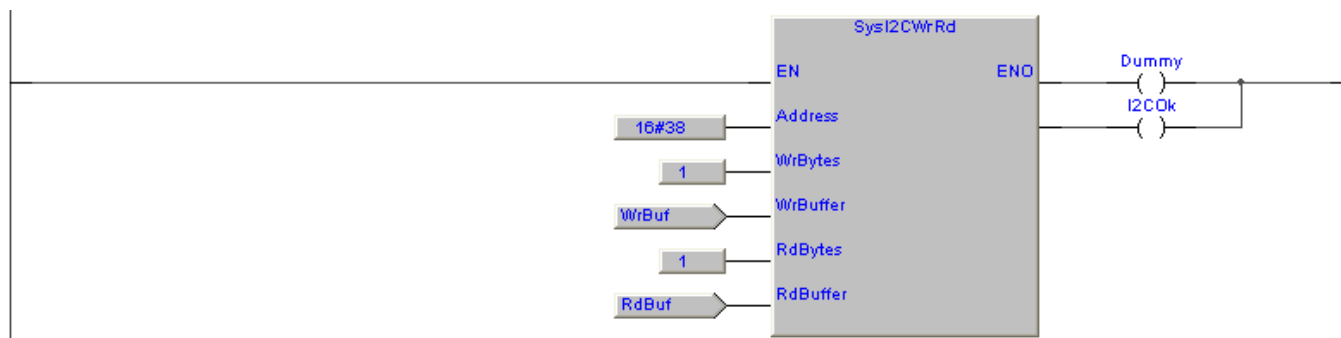 SysI2CWrRd
EN ENO Dummy
16#38 Address I2COk
1 WrBytes
WrBuf WrBuffer
1 RdBytes
RdBuf RdBuffer